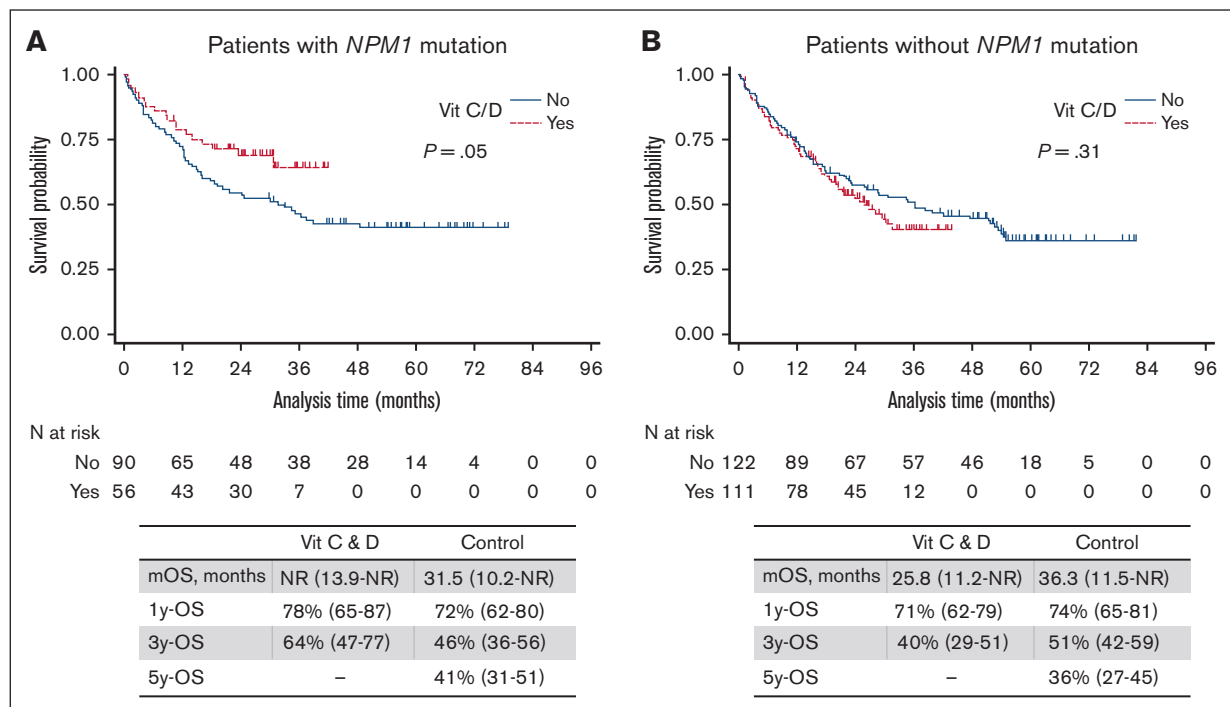 A Patients with NPM1 mutation
1.00
0.75
0.50
0.25
0.00
Survival probability
Vit C/D
No
Yes
P = .05
0 12 24 36 48 60 72 84 96
Analysis time (months)
N at risk
No 90 65 48 38 28 14 4 0 0
Yes 56 43 30 7 0 0 0 0 0
Vit C & D Control
mOS, months NR (13.9-NR) 31.5 (10.2-NR)
1y-OS 78% (65-87) 72% (62-80)
3y-OS 64% (47-77) 46% (36-56)
5y-OS – 41% (31-51)
B Patients without NPM1 mutation
1.00
0.75
0.50
0.25
0.00
Survival probability
Vit C/D
No
Yes
P = .31
0 12 24 36 48 60 72 84 96
Analysis time (months)
No 122 89 67 57 46 18 5 0 0
Yes 111 78 45 12 0 0 0 0 0
Vit C & D Control
mOS, months 25.8 (11.2-NR) 36.3 (11.5-NR)
1y-OS 71% (62-79) 74% (65-81)
3y-OS 40% (29-51) 51% (42-59)
5y-OS – 36% (27-45)